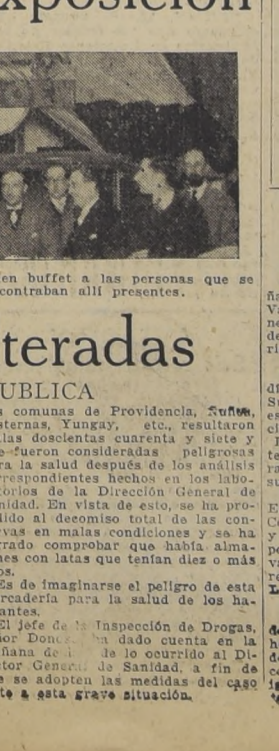 xposición
en buffet a las personas que se
contraban allí presentes.
teradas
UBLICA
s comunas de Providencia, Ñuñoa,
sternas, Yungay, etc., resultaron
las doscientas cuarenta y siete y
e fueron consideradas peligrosas
ra la salud después de los análisis
rrespondientes hechos en los labo-
torios de la Dirección General de
nidad. En vista de esto, se ha pro-
dido al decomiso total de las con-
vas en malas condiciones y se ha
rado comprobar que había alma-
nes con latas que tenían diez o más
os.
Es de imaginarse el peligro de esta
rcadería para la salud de los ha-
antes.
El jefe de la Inspección de Drogas,
ñor ha dado cuenta en la
ñana de de lo ocurrido al Di-
ctor General de Sanidad, a fin de
e se adopten las medidas del caso
te a esta grave situación.